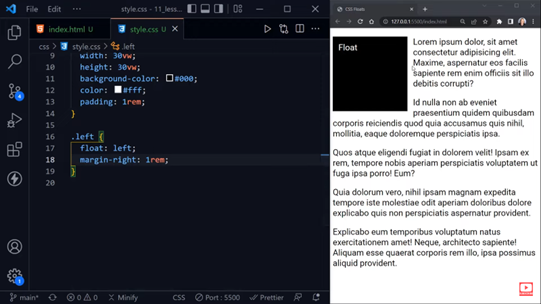 style.css - 11_less
index.html
style.css
css > style.css > .left
9 width: 30vw;
10 height: 30vw;
11 background-color: #000;
12 color: #fff;
13 padding: 1rem;
14 }
15
16 .left {
17 float: left;
18 margin-right: 1rem;
19 }
20
4
1
main*
0 0
Minify
CSS
Port : 5500
Prettier
CSS Floats
127.0.0.1:5500/index.html
Float
Lorem ipsum dolor, sit amet
consectetur adipisicing elit.
Maxime, aspernatur eos facilis
sapiente rem enim officiis sit illo
debitis corrupti?
Id nulla non ab eveniet
praesentium quidem quibusdam
corporis reiciendis quod quia accusamus quis nihil,
mollitia, eaque doloremque perspiciatis ipsa.
Quos atque eligendi fugiat in dolorem velit! Ipsam ex
rem, tempore nobis aperiam perspiciatis voluptatem ut
fuga ipsa porro! Eum?
Quia dolorum vero, nihil ipsam magnam expedita
tempore iste molestiae odit aperiam doloribus dolore
explicabo quis non perspiciatis aspernatur provident.
Explicabo eum temporibus voluptatum natus
exercitationem amet! Neque, architecto sapiente!
Aliquam esse quaerat corporis rem illo, ipsa possimus
aliquid provident.